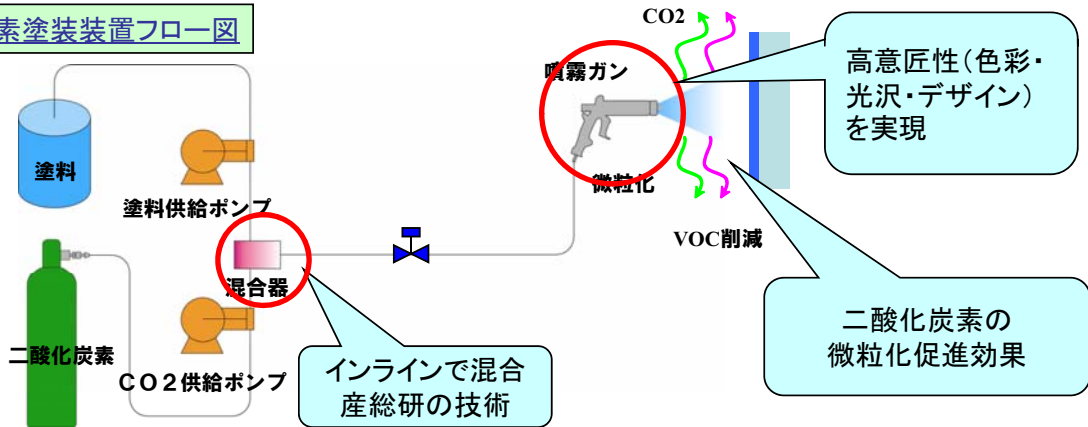 素塗装装置フロー図
CO2
噴霧ガン
高意匠性(色彩・
光沢・デザイン)
を実現
塗料
微粒化
塗料供給ポンプ
VOC削減
混合器
二酸化炭素の
微粒化促進効果
二酸化炭素
CO2供給ポンプ
インラインで混合
産総研の技術